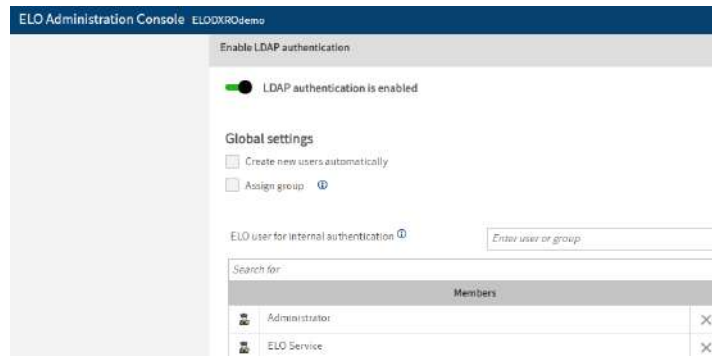 ELO Administration Console ELODXROdemo
Enable LDAP authentication
LDAP authentication is enabled
Global settings
Create new users automatically
Assign group
ELO user for internal authentication Enter user or group
Search for
Members
Administrator
ELO Service